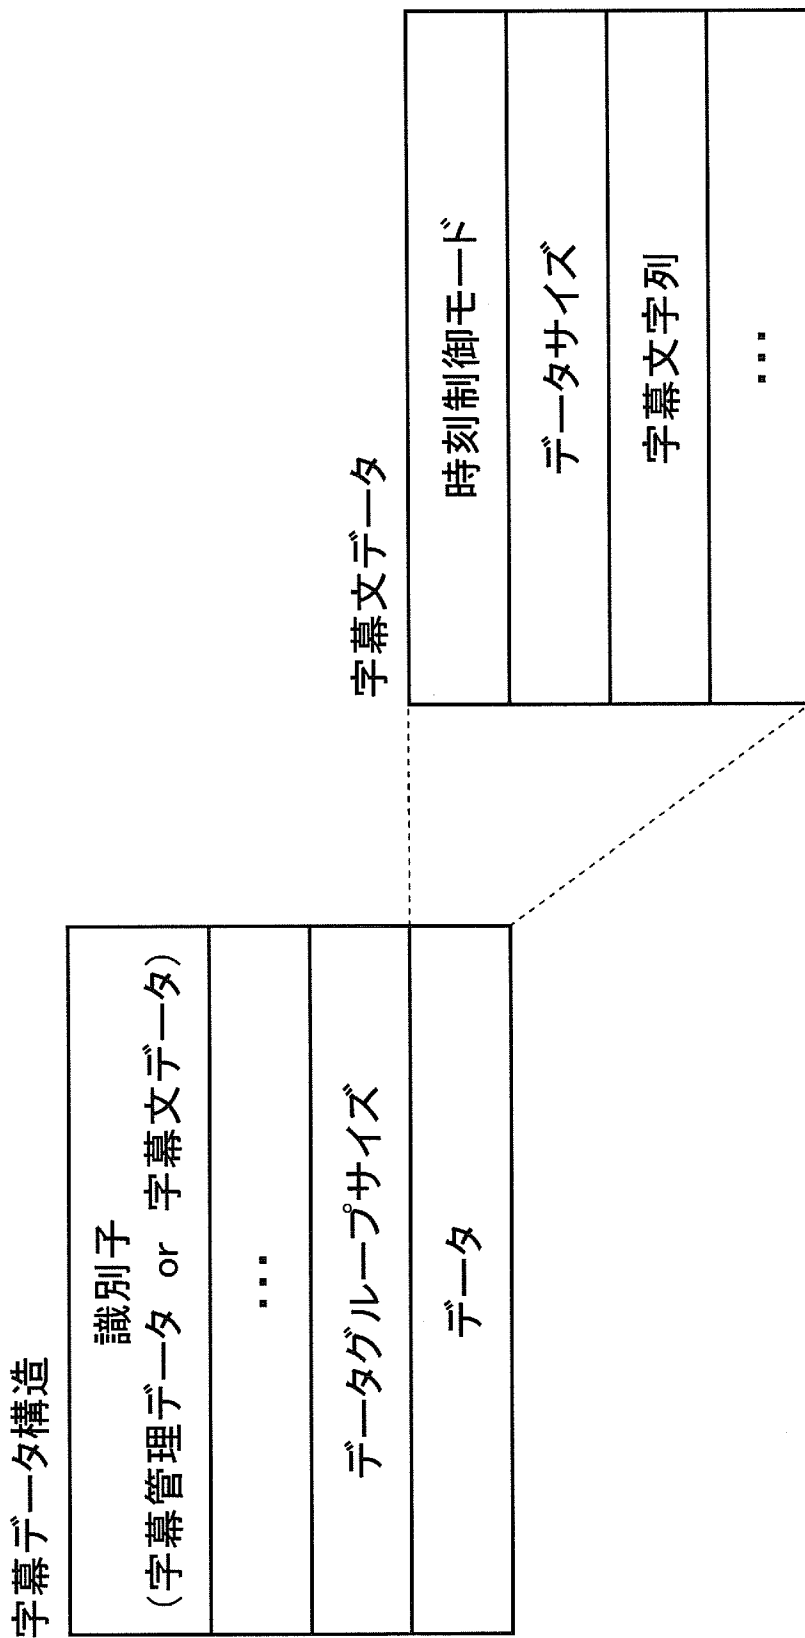 字幕データ構造
識別子
(字幕管理データ or 字幕文データ)
...
データグループサイズ
データ
字幕文データ
時刻制御モード
データサイズ
字幕文字列
...